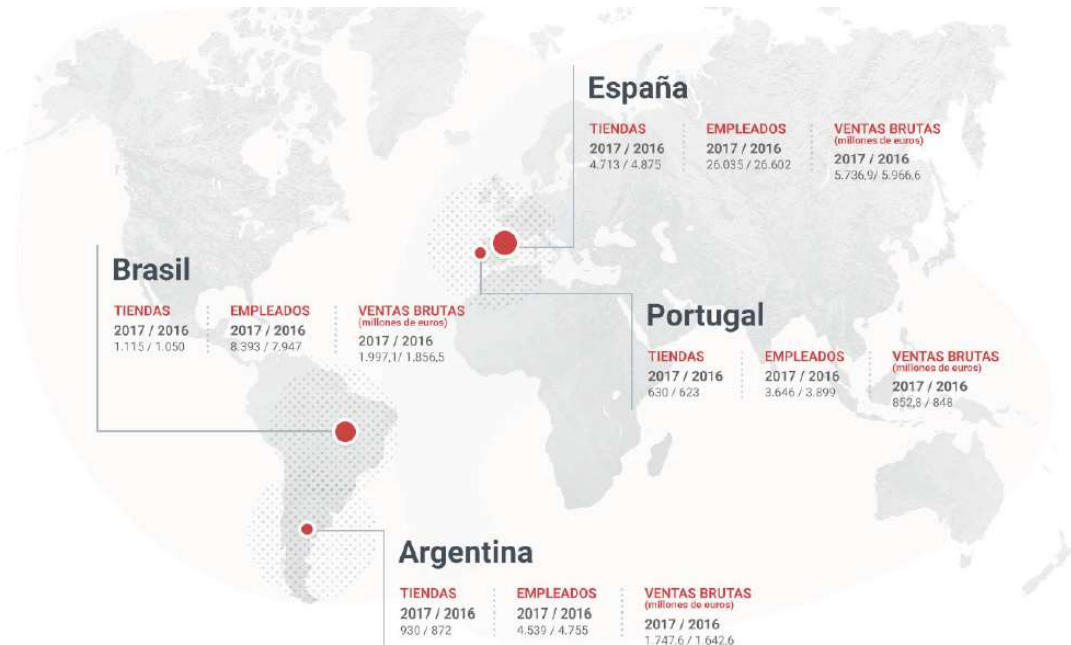 España
TIENDAS
2017 / 2016
4.713 / 4.875
EMPLEADOS
2017 / 2016
26.035 / 26.602
VENTAS BRUTAS
(millones de euros)
2017 / 2016
5.736,9/ 5.966,6
Brasil
TIENDAS
2017 / 2016
1.115 / 1.050
EMPLEADOS
2017 / 2016
8.393 / 7.947
VENTAS BRUTAS
(millones de euros)
2017 / 2016
1.997,1/ 1.856,5
Portugal
TIENDAS
2017 / 2016
630 / 623
EMPLEADOS
2017 / 2016
3.646 / 3.899
VENTAS BRUTAS
(millones de euros)
2017 / 2016
852,8 / 848
Argentina
TIENDAS
2017 / 2016
930 / 872
EMPLEADOS
2017 / 2016
4.539 / 4.755
VENTAS BRUTAS
(millones de euros)
2017 / 2016
1.747,6 / 1.642,6